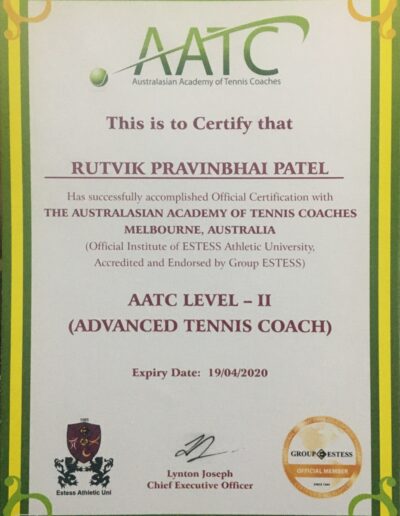 AATC
Australasian Academy of Tennis Coaches
This is to Certify that
RUTVIK PRAVINBHAI PATEL
Has successfully accomplished Official Certification with
THE AUSTRALASIAN ACADEMY OF TENNIS COACHES
MELBOURNE, AUSTRALIA
(Official Institute of ESTESS Athletic University,
Accredited and Endorsed by Group ESTESS)
AATC LEVEL – II
(ADVANCED TENNIS COACH)
Expiry Date: 19/04/2020
Estess Athletic Uni
Lynton Joseph
Chief Executive Officer
GROUP ESTESS
OFFICIAL MEMBER